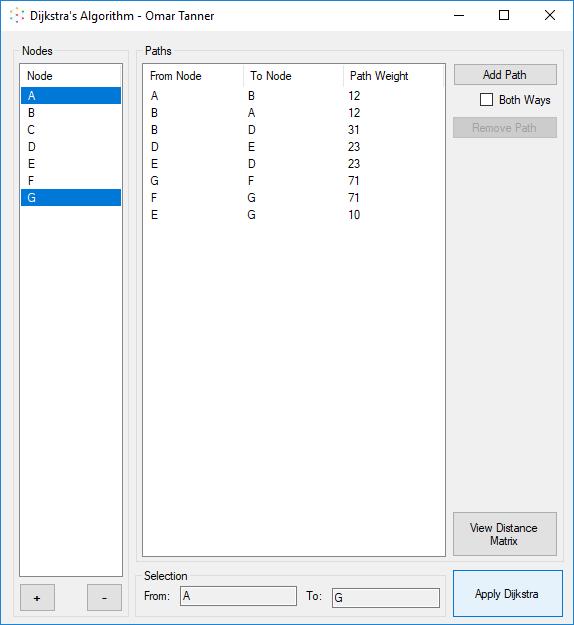 Dijkstra's Algorithm - Omar Tanner
Nodes
Node
A
B
C
D
E
F
G
+
-
Paths
From Node To Node Path Weight
A B 12
B A 12
B D 31
D E 23
E D 23
G F 71
F G 71
E G 10
Add Path
Both Ways
Remove Path
View Distance
Matrix
Selection
From: A To: G
Apply Dijkstra